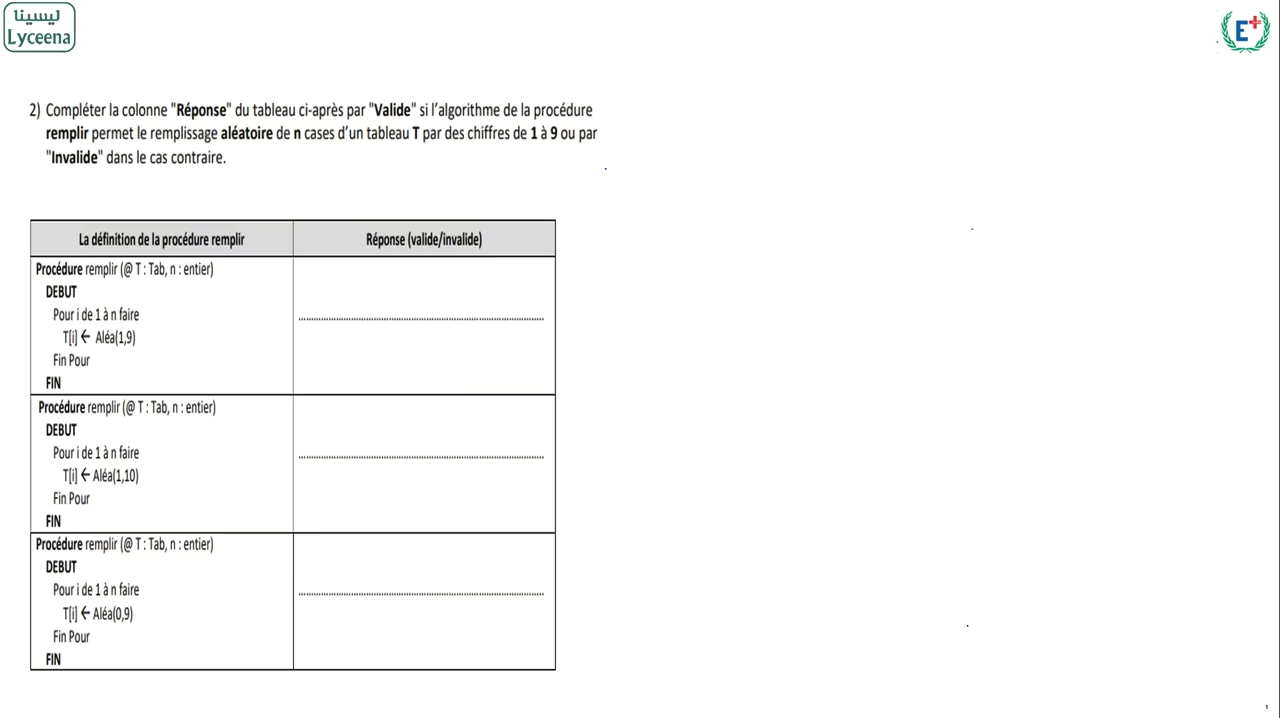 ليسينا
Lyceena
E+
2) Compléter la colonne "Réponse" du tableau ci-après par "Valide" si l'algorithme de la procédure
remplir permet le remplissage aléatoire de n cases d'un tableau T par des chiffres de 1 à 9 ou par
"Invalide" dans le cas contraire.
La définition de la procédure remplir
Réponse (valide/invalide)
Procédure remplir (@ T : Tab, n : entier)
DEBUT
Pour i de 1 à n faire
T[i] ← Aléa(1,9)
Fin Pour
FIN
................................................................................
Procédure remplir (@ T : Tab, n : entier)
DEBUT
Pour i de 1 à n faire
T[i] ← Aléa(1,10)
Fin Pour
FIN
................................................................................
Procédure remplir (@ T : Tab, n : entier)
DEBUT
Pour i de 1 à n faire
T[i] ← Aléa(0,9)
Fin Pour
FIN
................................................................................